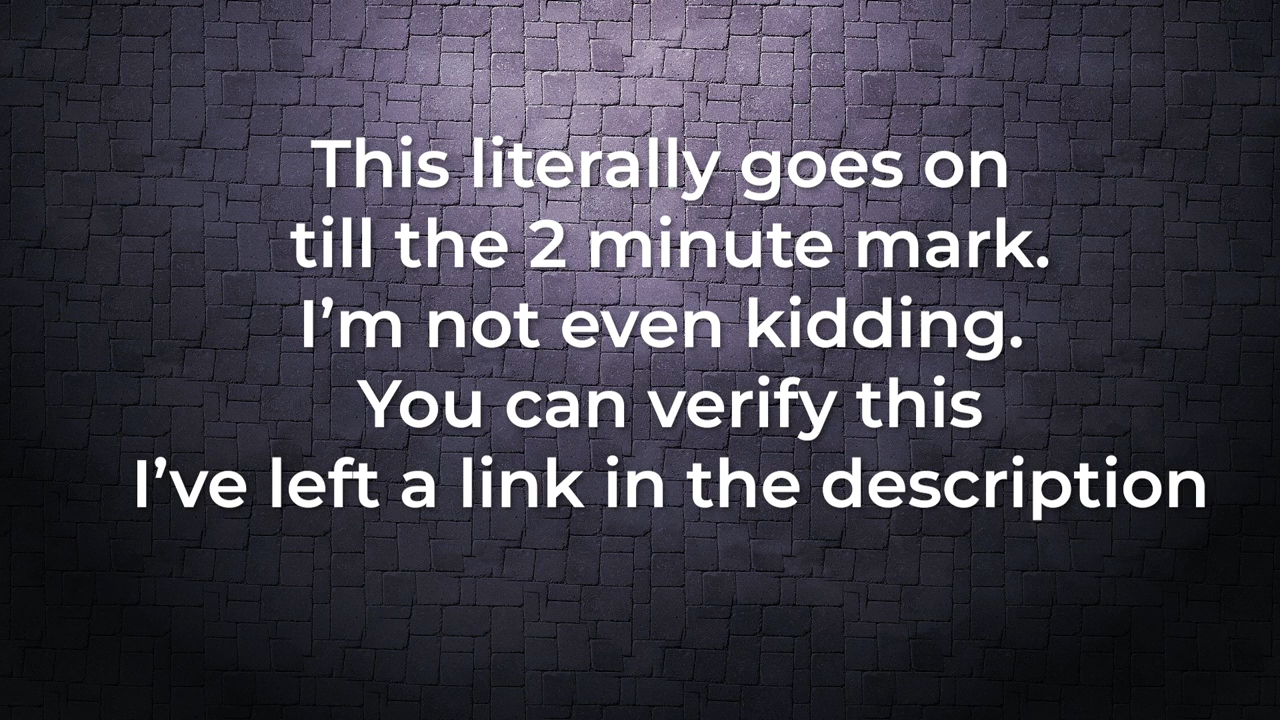 This literally goes on
till the 2 minute mark.
I’m not even kidding.
You can verify this
I’ve left a link in the description